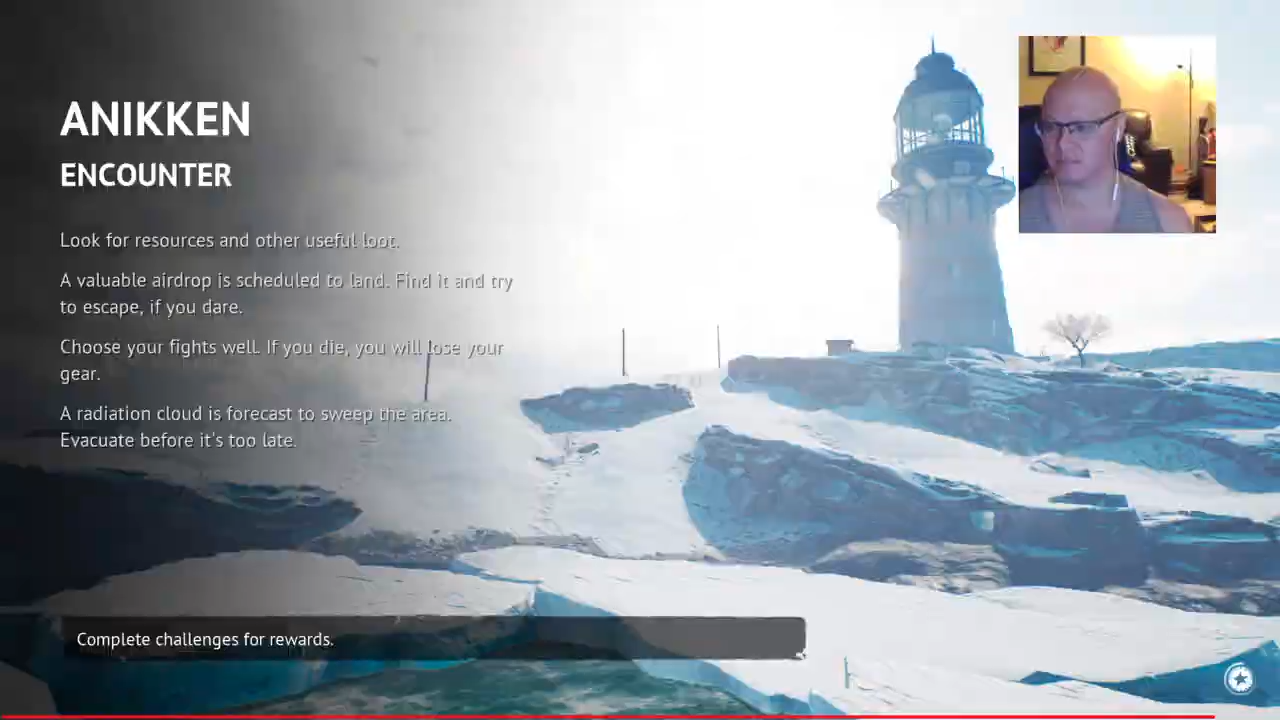 ANIKKEN
ENCOUNTER
Look for resources and other useful loot.
A valuable airdrop is scheduled to land. Find it and try
to escape, if you dare.
Choose your fights well. If you die, you will lose your
gear.
A radiation cloud is forecast to sweep the area.
Evacuate before it's too late.
Complete challenges for rewards.